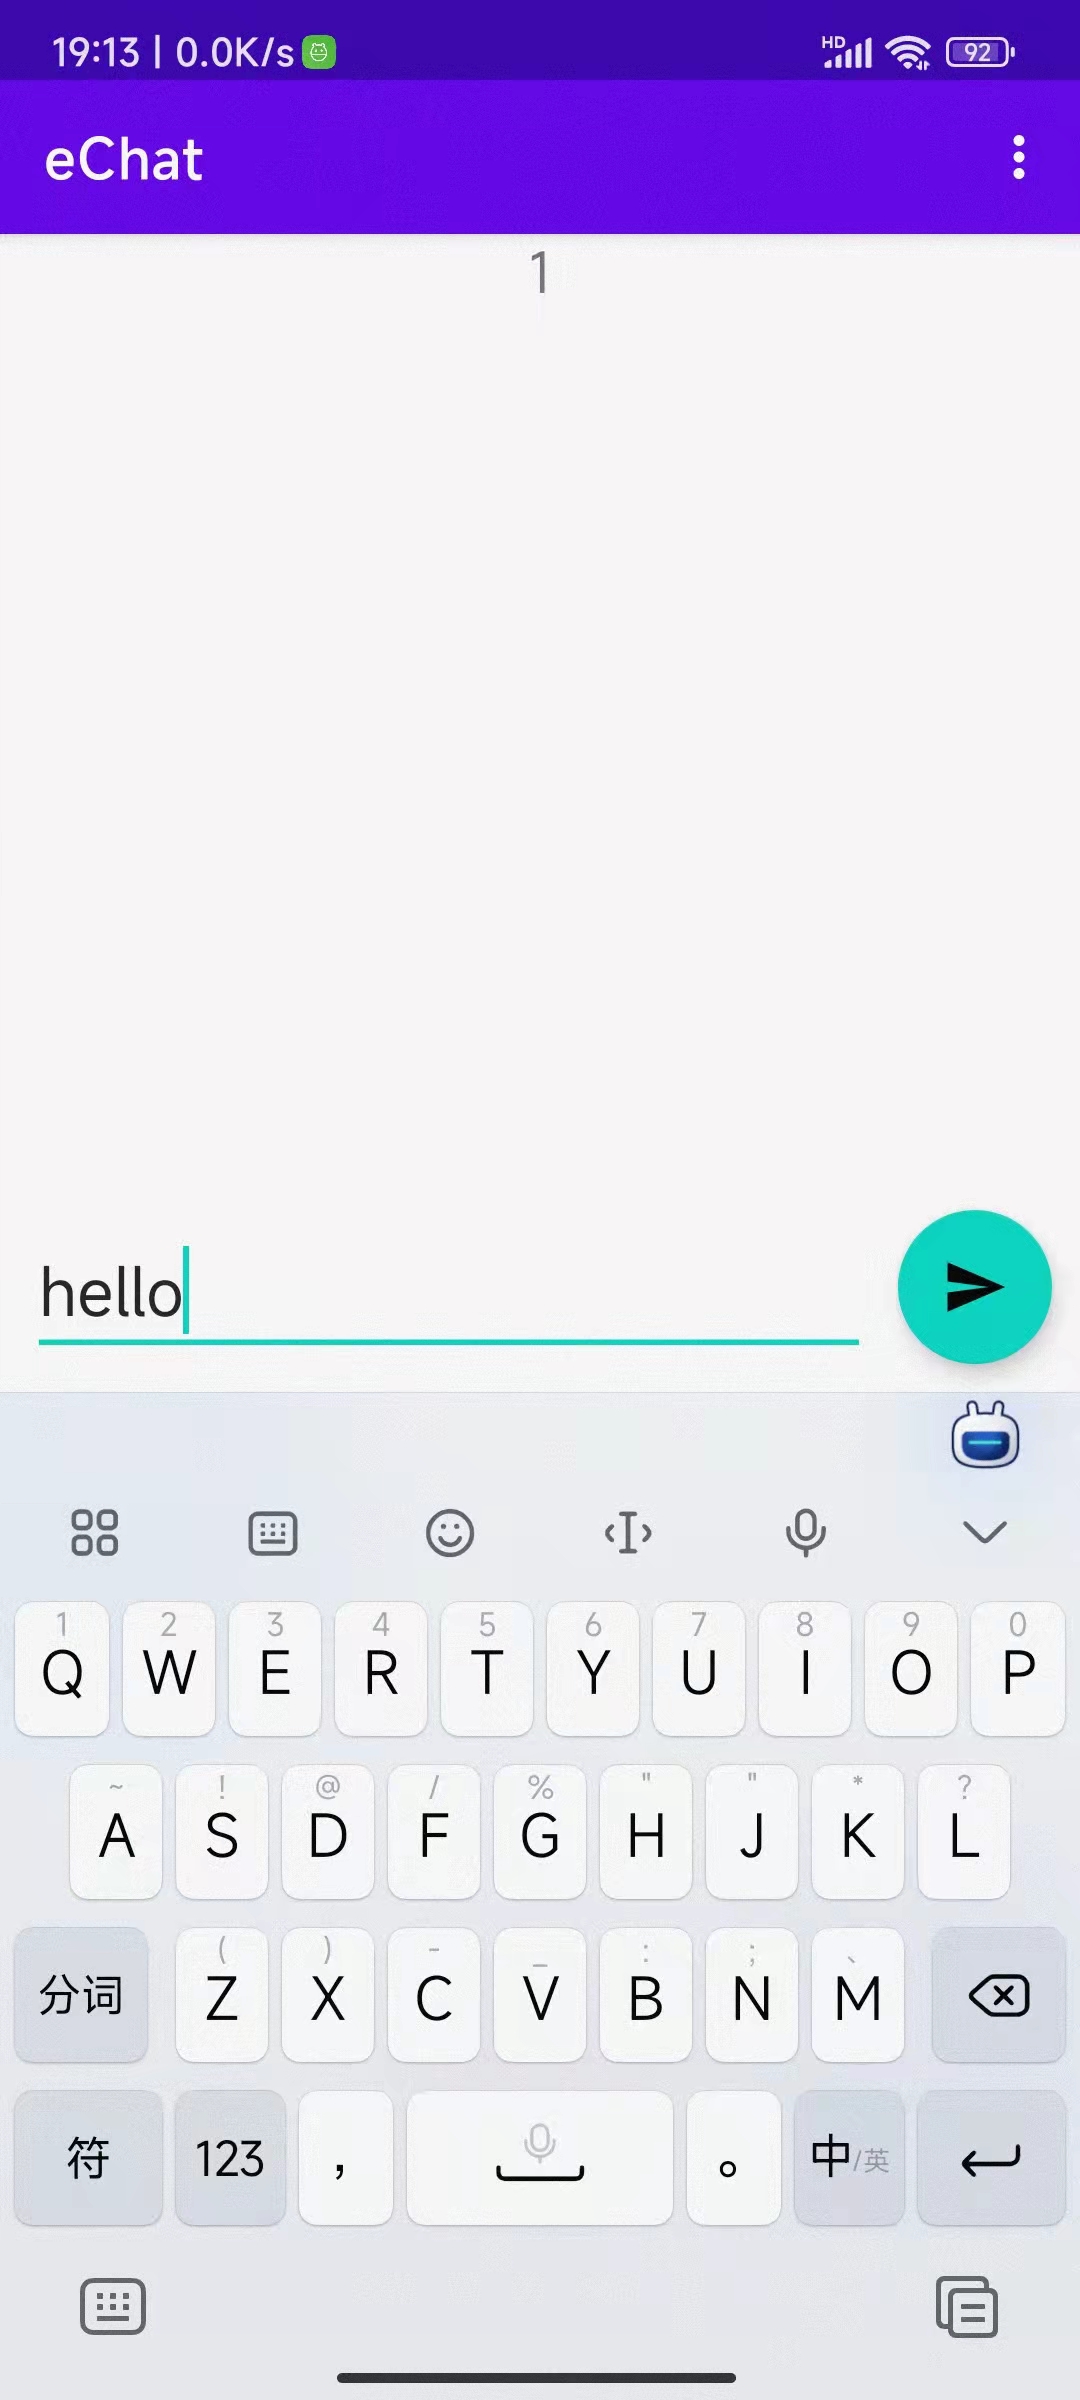 19:13 | 0.0K/s HD 92
eChat
1
hello
1 2 3 4 5 6 7 8 9 0
Q W E R T Y U I O P
~ ! @ / % " " * ?
A S D F G H J K L
( ) - _ : ; 、
分词 Z X C V B N M
符 123 , 。 中/英